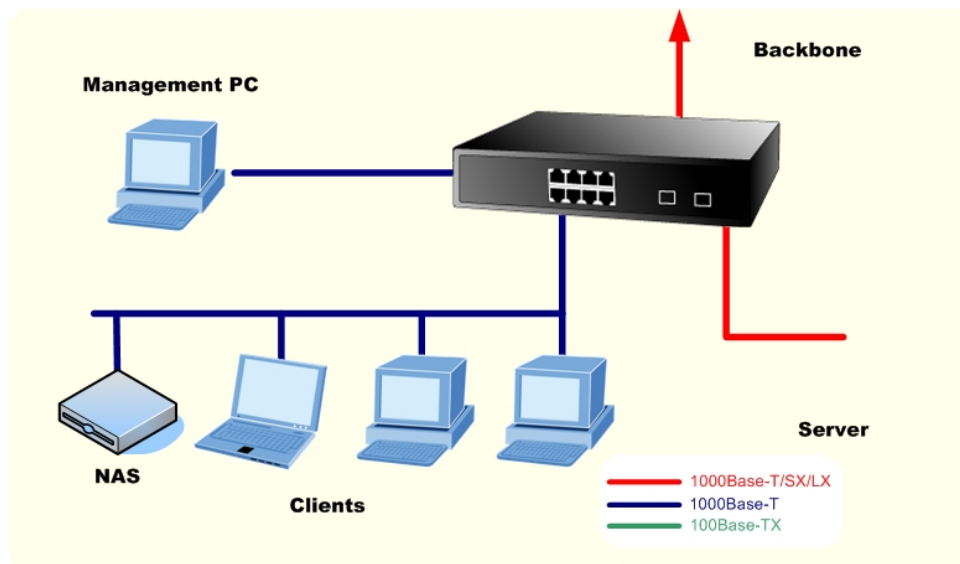 Backbone
Management PC
Server
NAS
Clients
1000Base-T/SX/LX
1000Base-T
100Base-TX